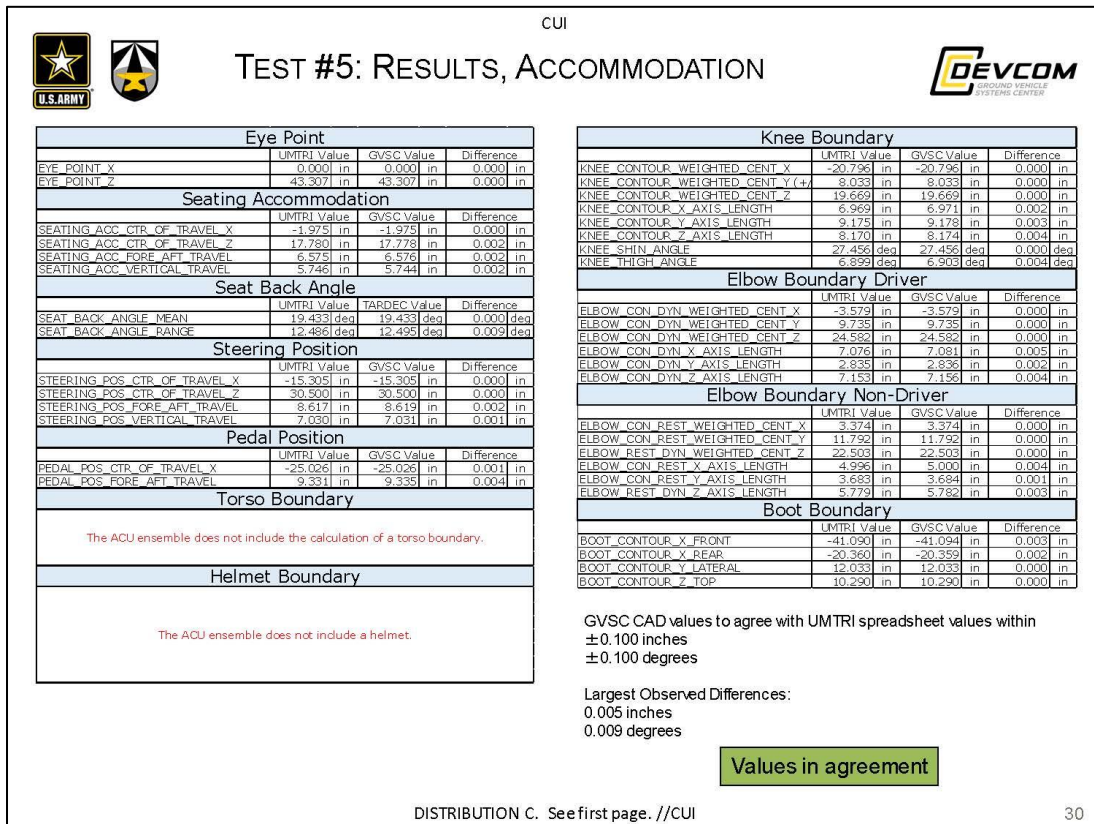 CUI
U.S.ARMY
TEST #5: RESULTS, ACCOMMODATION
DEVCOM
GROUND VEHICLE
SYSTEMS CENTER
Eye Point
UMTRI Value GVSC Value Difference
EYE_POINT_X 0.000 in 0.000 in 0.000 in
EYE_POINT_Z 43.307 in 43.307 in 0.000 in
Seating Accommodation
UMTRI Value GVSC Value Difference
SEATING_ACC_CTR_OF_TRAVEL_X -1.975 in -1.975 in 0.000 in
SEATING_ACC_CTR_OF_TRAVEL_Z 17.780 in 17.778 in 0.002 in
SEATING_ACC_FORE_AFT_TRAVEL 6.575 in 6.576 in 0.002 in
SEATING_ACC_VERTICAL_TRAVEL 5.746 in 5.744 in 0.002 in
Seat Back Angle
UMTRI Value TARDEC Value Difference
SEAT_BACK_ANGLE_MEAN 19.433 deg 19.433 deg 0.000 deg
SEAT_BACK_ANGLE_RANGE 12.486 deg 12.495 deg 0.009 deg
Steering Position
UMTRI Value GVSC Value Difference
STEERING_POS_CTR_OF_TRAVEL_X -15.305 in -15.305 in 0.000 in
STEERING_POS_CTR_OF_TRAVEL_Z 30.500 in 30.500 in 0.000 in
STEERING_POS_FORE_AFT_TRAVEL 8.617 in 8.619 in 0.002 in
STEERING_POS_VERTICAL_TRAVEL 7.030 in 7.031 in 0.001 in
Pedal Position
UMTRI Value GVSC Value Difference
PEDAL_POS_CTR_OF_TRAVEL_X -25.026 in -25.026 in 0.001 in
PEDAL_POS_FORE_AFT_TRAVEL 9.331 in 9.335 in 0.004 in
Torso Boundary
The ACU ensemble does not include the calculation of a torso boundary.
Helmet Boundary
The ACU ensemble does not include a helmet.
Knee Boundary
UMTRI Value GVSC Value Difference
KNEE_CONTOUR_WEIGHTED_CENT_X -20.796 in -20.796 in 0.000 in
KNEE_CONTOUR_WEIGHTED_CENT_Y (+/ 8.033 in 8.033 in 0.000 in
KNEE_CONTOUR_WEIGHTED_CENT_Z 19.669 in 19.669 in 0.000 in
KNEE_CONTOUR_X_AXIS_LENGTH 6.969 in 6.971 in 0.002 in
KNEE_CONTOUR_Y_AXIS_LENGTH 9.175 in 9.178 in 0.003 in
KNEE_CONTOUR_Z_AXIS_LENGTH 8.170 in 8.174 in 0.004 in
KNEE_SHIN_ANGLE 27.456 deg 27.456 deg 0.000 deg
KNEE_THIGH_ANGLE 6.899 deg 6.903 deg 0.004 deg
Elbow Boundary Driver
UMTRI Value GVSC Value Difference
ELBOW_CON_DYN_WEIGHTED_CENT_X -3.579 in -3.579 in 0.000 in
ELBOW_CON_DYN_WEIGHTED_CENT_Y 9.735 in 9.735 in 0.000 in
ELBOW_CON_DYN_WEIGHTED_CENT_Z 24.582 in 24.582 in 0.000 in
ELBOW_CON_DYN_X_AXIS_LENGTH 7.076 in 7.081 in 0.005 in
ELBOW_CON_DYN_Y_AXIS_LENGTH 2.835 in 2.836 in 0.002 in
ELBOW_CON_DYN_Z_AXIS_LENGTH 7.153 in 7.156 in 0.004 in
Elbow Boundary Non-Driver
UMTRI Value GVSC Value Difference
ELBOW_CON_REST_WEIGHTED_CENT_X 3.374 in 3.374 in 0.000 in
ELBOW_CON_REST_WEIGHTED_CENT_Y 11.792 in 11.792 in 0.000 in
ELBOW_REST_DYN_WEIGHTED_CENT_Z 22.503 in 22.503 in 0.000 in
ELBOW_CON_REST_X_AXIS_LENGTH 4.996 in 5.000 in 0.004 in
ELBOW_CON_REST_Y_AXIS_LENGTH 3.683 in 3.684 in 0.001 in
ELBOW_REST_DYN_Z_AXIS_LENGTH 5.779 in 5.782 in 0.003 in
Boot Boundary
UMTRI Value GVSC Value Difference
BOOT_CONTOUR_X_FRONT -41.090 in -41.094 in 0.003 in
BOOT_CONTOUR_X_REAR -20.360 in -20.359 in 0.002 in
BOOT_CONTOUR_Y_LATERAL 12.033 in 12.033 in 0.000 in
BOOT_CONTOUR_Z_TOP 10.290 in 10.290 in 0.000 in
GVSC CAD values to agree with UMTRI spreadsheet values within
±0.100 inches
±0.100 degrees
Largest Observed Differences:
0.005 inches
0.009 degrees
Values in agreement
DISTRIBUTION C. See first page. //CUI
30